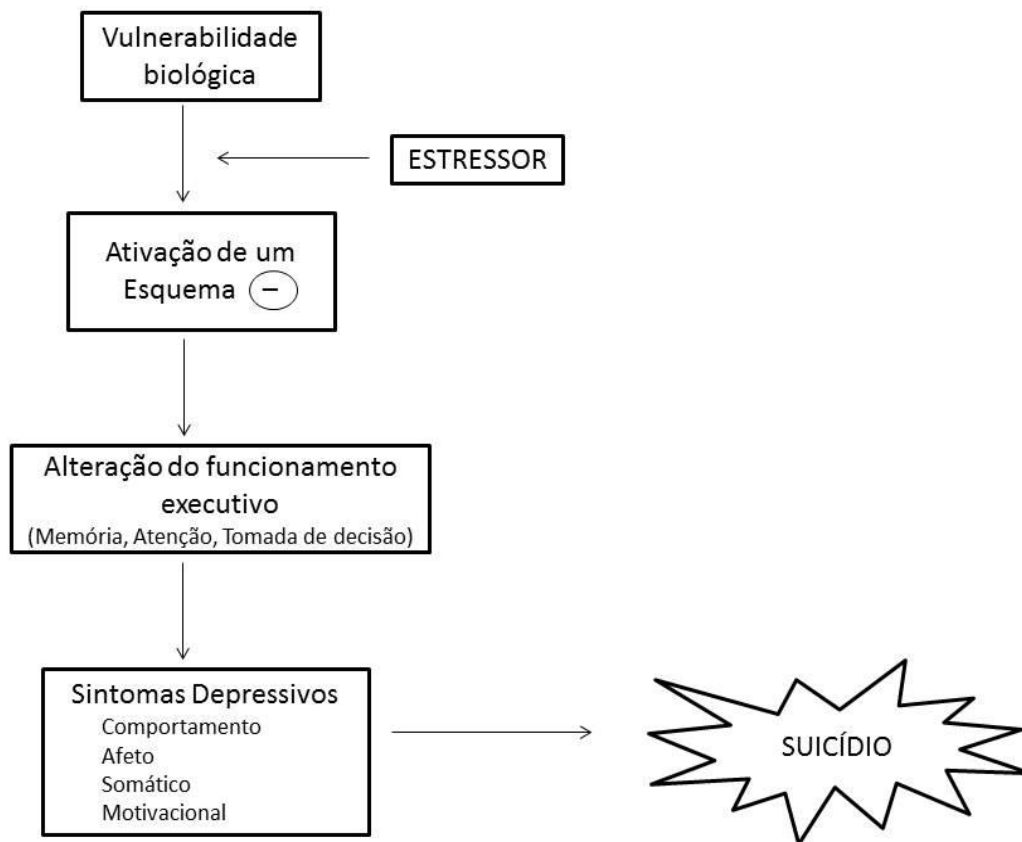 Vulnerabilidade
biológica
ESTRESSOR
Ativação de um
Esquema –
Alteração do funcionamento
executivo
(Memória, Atenção, Tomada de decisão)
Sintomas Depressivos
Comportamento
Afeto
Somático
Motivacional
SUICÍDIO